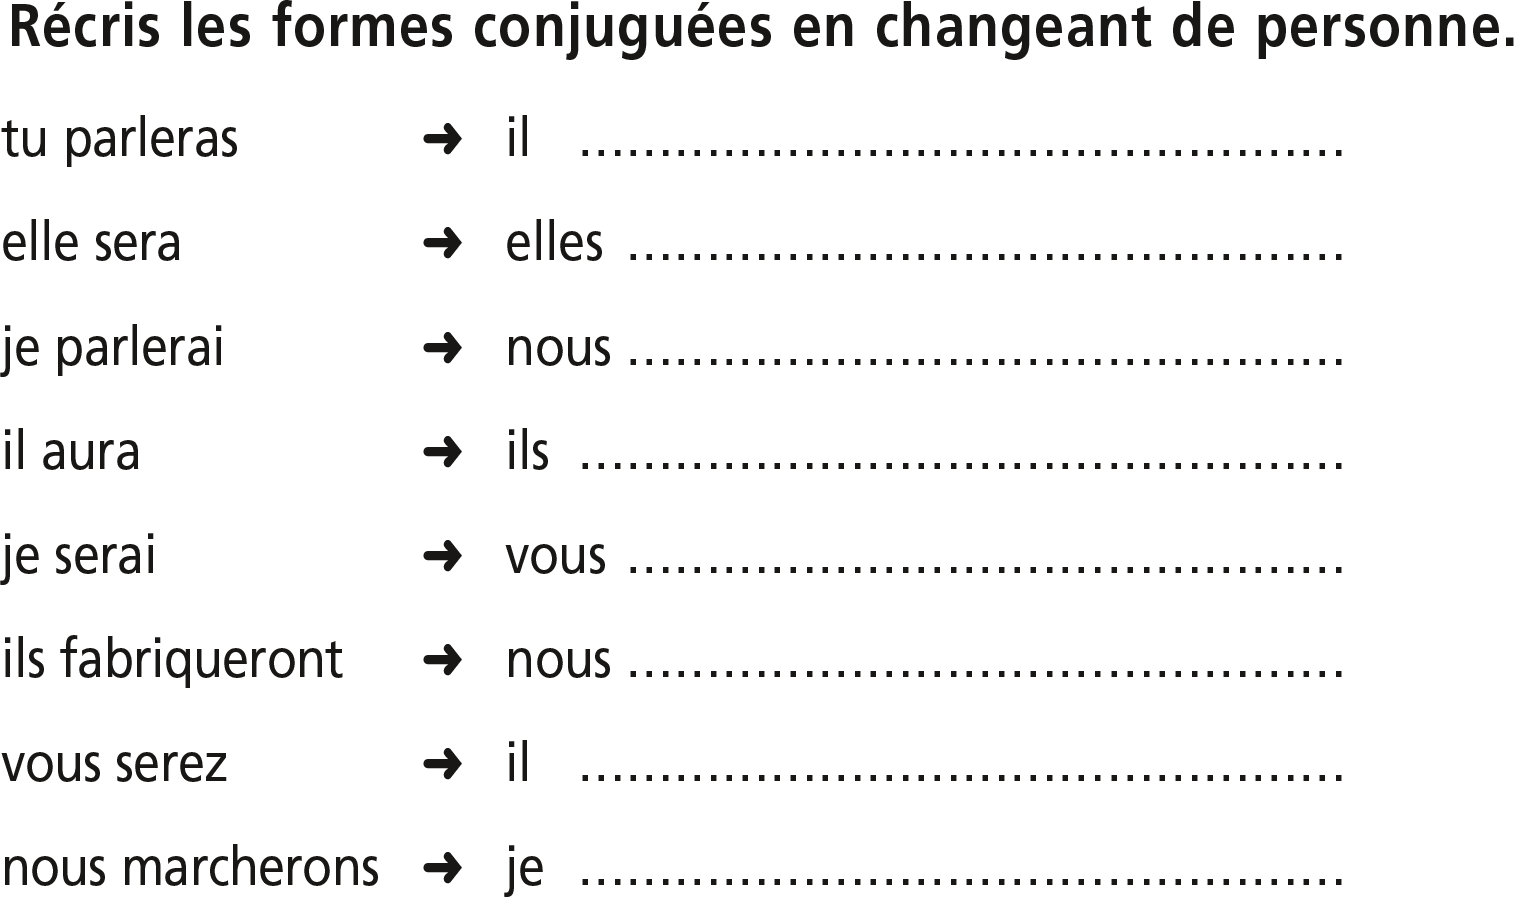 Récris les formes conjuguées en changeant de personne.
tu parleras ➜ il ................................................
elle sera ➜ elles .............................................
je parlerai ➜ nous .............................................
il aura ➜ ils ................................................
je serai ➜ vous .............................................
ils fabriqueront ➜ nous .............................................
vous serez ➜ il ................................................
nous marcherons ➜ je ................................................